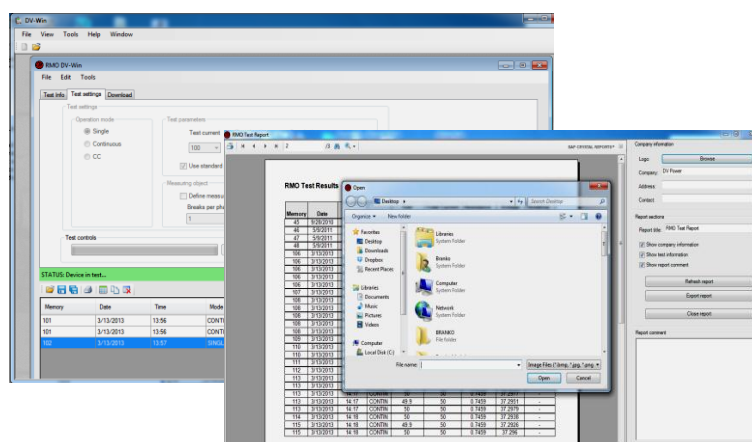 DV-Win
File View Tools Help Window
RMO DV-Win
File Edit Tools
Test info Test settings Download
Test settings
Operation mode
Single
Continuous
CC
Test parameters
Test current
100
Use standard
Measuring object
Define measu
Breaks per pha
1
Test controls
STATUS: Device in test...
Memory Date Time Mode
101 3/13/2013 13:56 CONTI
101 3/13/2013 13:56 CONTI
102 3/13/2013 13:57 SINGL
RMO Test Report
SAP CRYSTAL REPORTS
RMO Test Results
Memory Date
45 9/28/2010
46 5/9/2011
47 5/9/2011
48 5/9/2011
106 3/13/2013
106 3/13/2013
106 3/13/2013
106 3/13/2013
106 3/13/2013
107 3/13/2013
108 3/13/2013
108 3/13/2013
108 3/13/2013
109 3/13/2013
110 3/13/2013
110 3/13/2013
111 3/13/2013
112 3/13/2013
113 3/13/2013
113 3/13/2013
113 3/13/2013 14:17 CONTIN 50 0.7459 37.2977 -
113 3/13/2013 14:17 CONTIN 49.9 50 0.7459 37.2951 -
113 3/13/2013 14:17 CONTIN 50 50 0.7459 37.2979 -
114 3/13/2013 14:18 CONTIN 50 50 0.7459 37.2938 -
115 3/13/2013 14:18 CONTIN 49.9 50 0.7459 37.2926 -
115 3/13/2013 14:18 CONTIN 50 50 0.7459 37.296 -
Open
Desktop
Search Desktop
Organize New folder
Favorites
Desktop
Downloads
Dropbox
Recent Places
Libraries
Documents
Music
Pictures
Videos
Computer
Local Disk (C:)
Libraries
System Folder
Branko
System Folder
Computer
System Folder
Network
System Folder
BRANKO
File folder
File name:
Image Files (*.bmp, *.jpg, *.png,
Open Cancel
Company information
Logo: Browse
Company: DV Power
Address:
Contact:
Report sections
Report title: RMO Test Report
Show company information
Show test information
Show report comment
Refresh report
Export report
Close report
Report comment